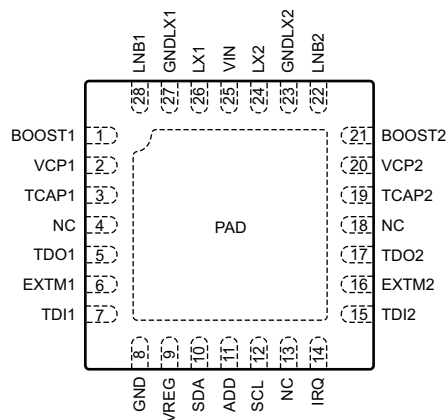 LNB1 GNDLX1 LX1 VIN LX2 GNDLX2 LNB2
28 27 26 25 24 23 22
BOOST1 1 21 BOOST2
VCP1 2 20 VCP2
TCAP1 3 19 TCAP2
NC 4 PAD 18 NC
TDO1 5 17 TDO2
EXTM1 6 16 EXTM2
TDI1 7 15 TDI2
8 9 10 11 12 13 14
GND VREG SDA ADD SCL NC IRQ